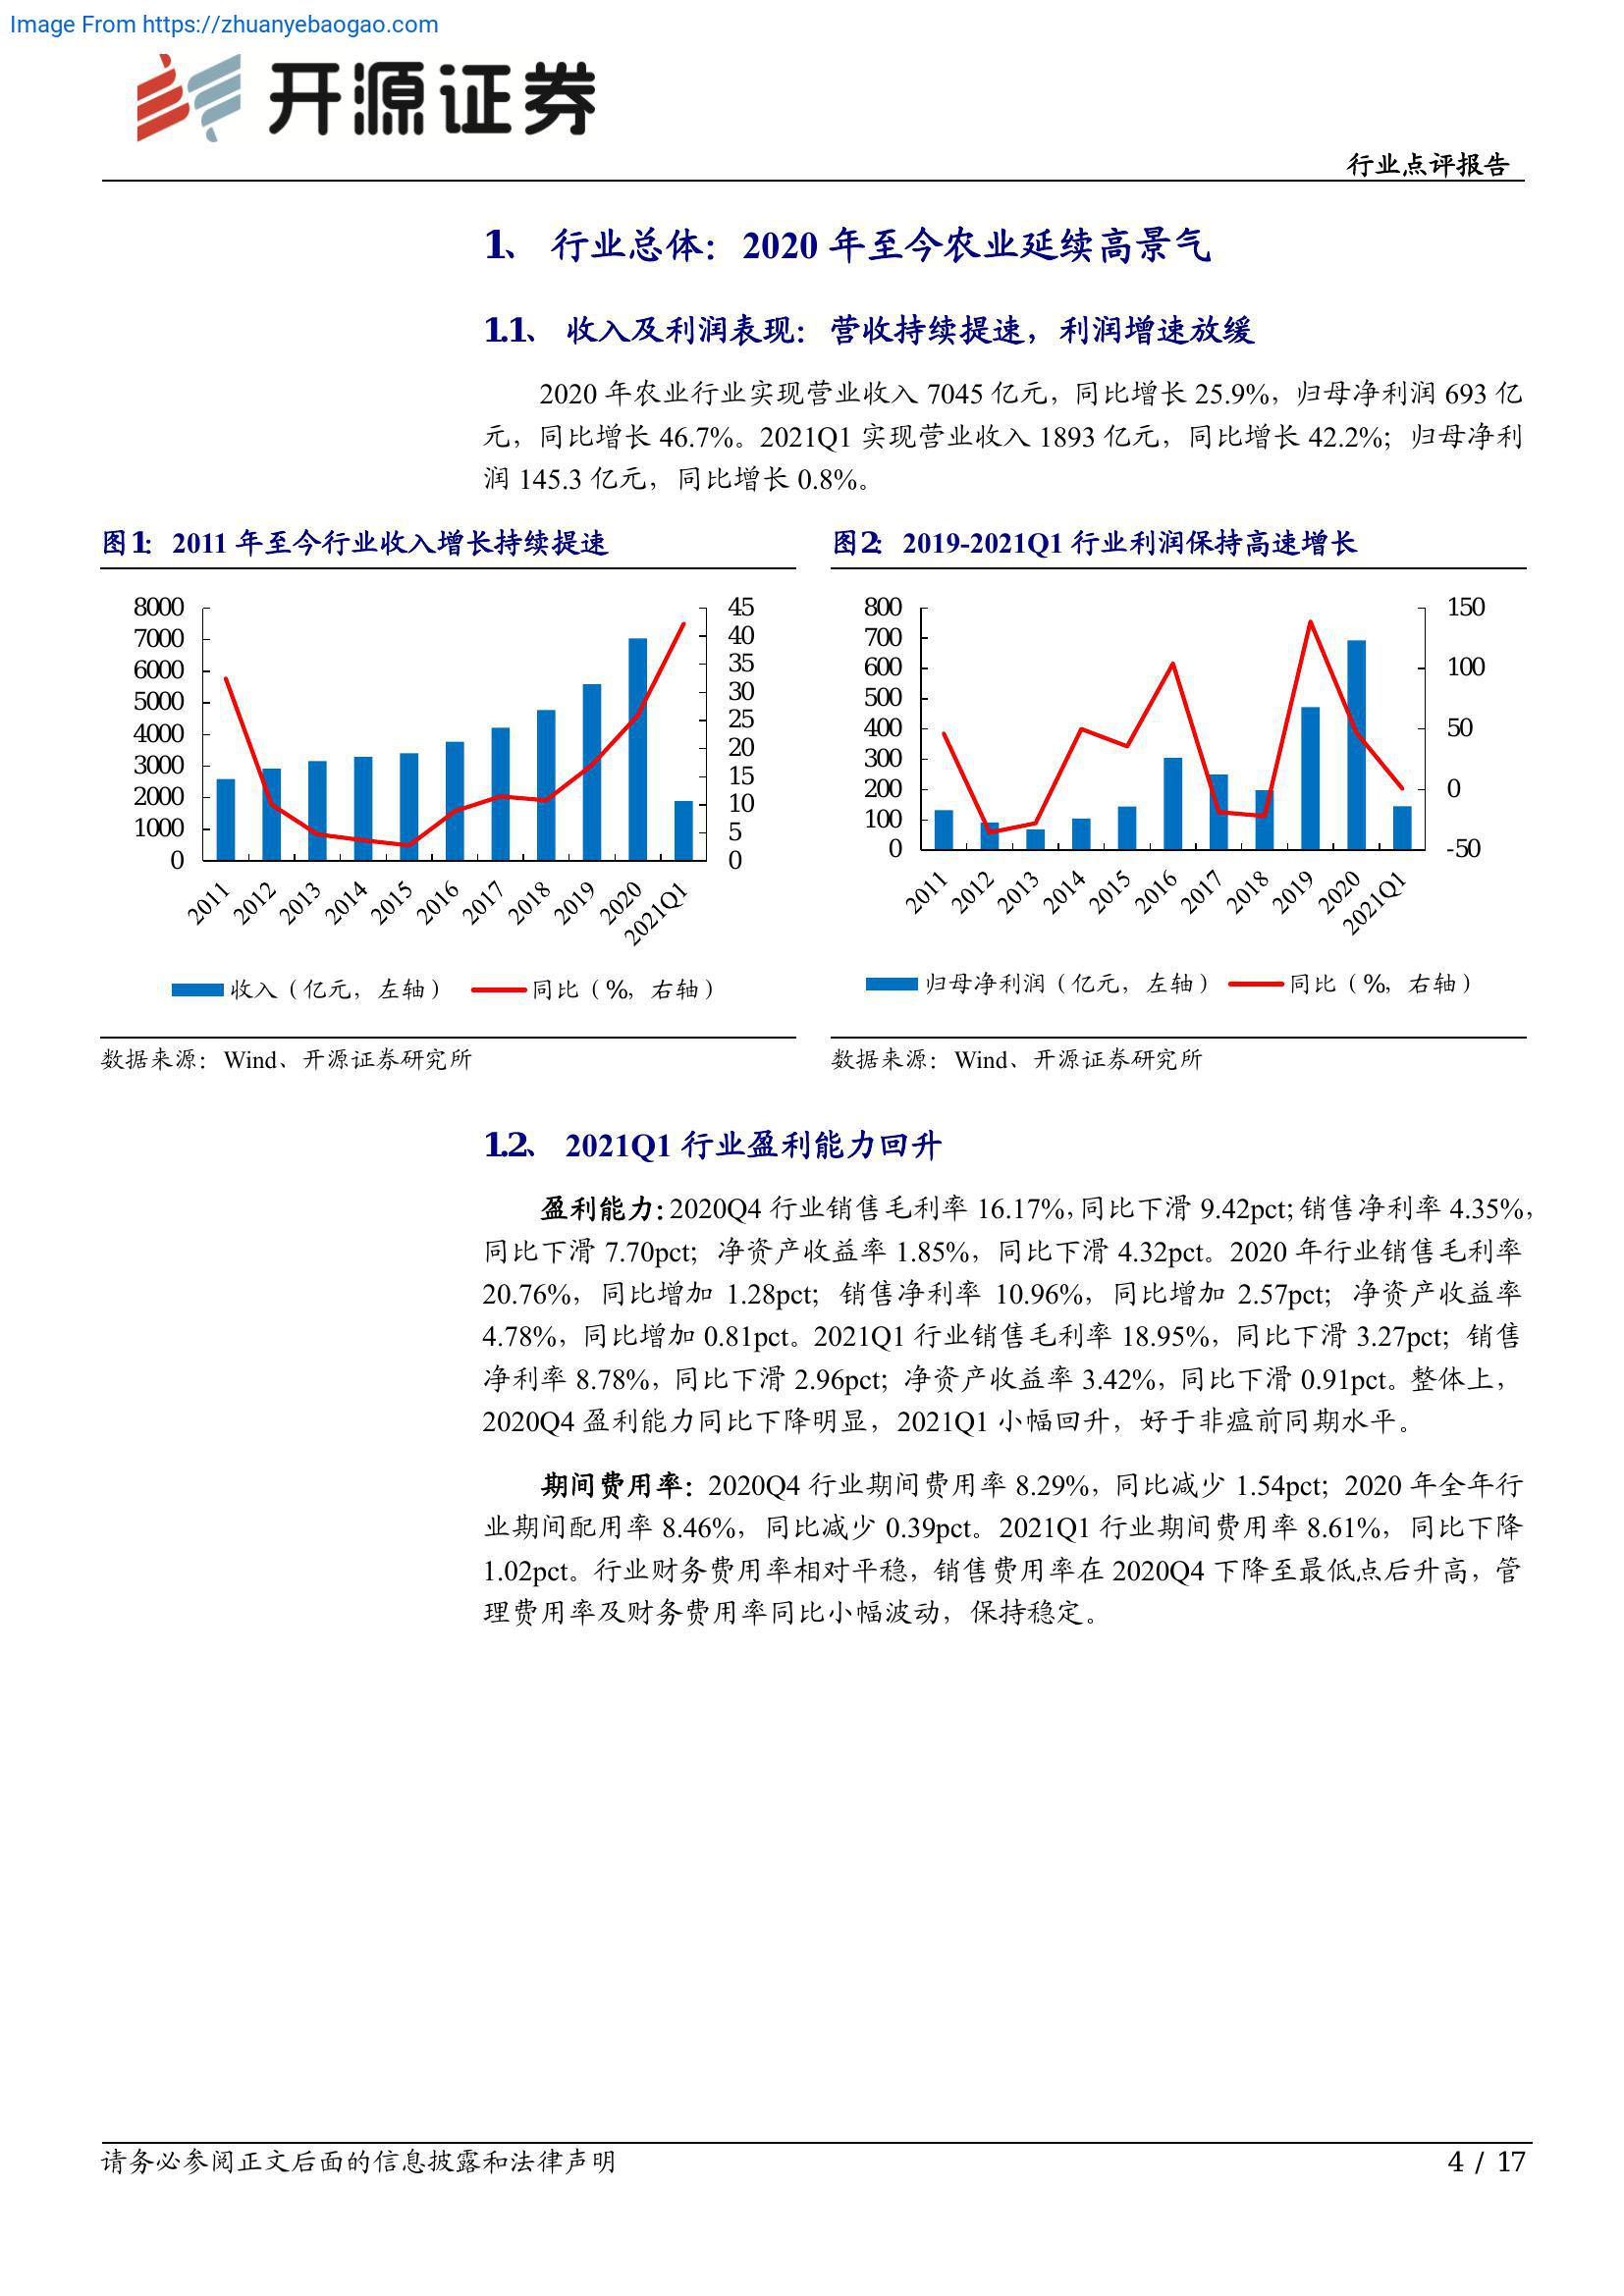 Image From https://zhuanyebaogao.com
开源证券
行业点评报告
1、 行业总体：2020 年至今农业延续高景气
1.1、 收入及利润表现：营收持续提速，利润增速放缓
2020 年农业行业实现营业收入 7045 亿元，同比增长 25.9%，归母净利润 693 亿
元，同比增长 46.7%。2021Q1 实现营业收入 1893 亿元，同比增长 42.2%；归母净利
润 145.3 亿元，同比增长 0.8%。
图1： 2011 年至今行业收入增长持续提速
8000
7000
6000
5000
4000
3000
2000
1000
0
45
40
35
30
25
20
15
10
5
0
2011
2012
2013
2014
2015
2016
2017
2018
2019
2020
2021Q1
收入（亿元，左轴） 同比（%，右轴）
数据来源：Wind、开源证券研究所
图2： 2019-2021Q1 行业利润保持高速增长
800
700
600
500
400
300
200
100
0
150
100
50
0
-50
2011
2012
2013
2014
2015
2016
2017
2018
2019
2020
2021Q1
归母净利润（亿元，左轴） 同比（%，右轴）
数据来源：Wind、开源证券研究所
1.2、 2021Q1 行业盈利能力回升
盈利能力：2020Q4 行业销售毛利率 16.17%，同比下滑 9.42pct；销售净利率 4.35%，
同比下滑 7.70pct；净资产收益率 1.85%，同比下滑 4.32pct。2020 年行业销售毛利率
20.76%，同比增加 1.28pct；销售净利率 10.96%，同比增加 2.57pct；净资产收益率
4.78%，同比增加 0.81pct。2021Q1 行业销售毛利率 18.95%，同比下滑 3.27pct；销售
净利率 8.78%，同比下滑 2.96pct；净资产收益率 3.42%，同比下滑 0.91pct。整体上，
2020Q4 盈利能力同比下降明显，2021Q1 小幅回升，好于非瘟前同期水平。
期间费用率：2020Q4 行业期间费用率 8.29%，同比减少 1.54pct；2020 年全年行
业期间配用率 8.46%，同比减少 0.39pct。2021Q1 行业期间费用率 8.61%，同比下降
1.02pct。行业财务费用率相对平稳，销售费用率在 2020Q4 下降至最低点后升高，管
理费用率及财务费用率同比小幅波动，保持稳定。
请务必参阅正文后面的信息披露和法律声明
4 / 17